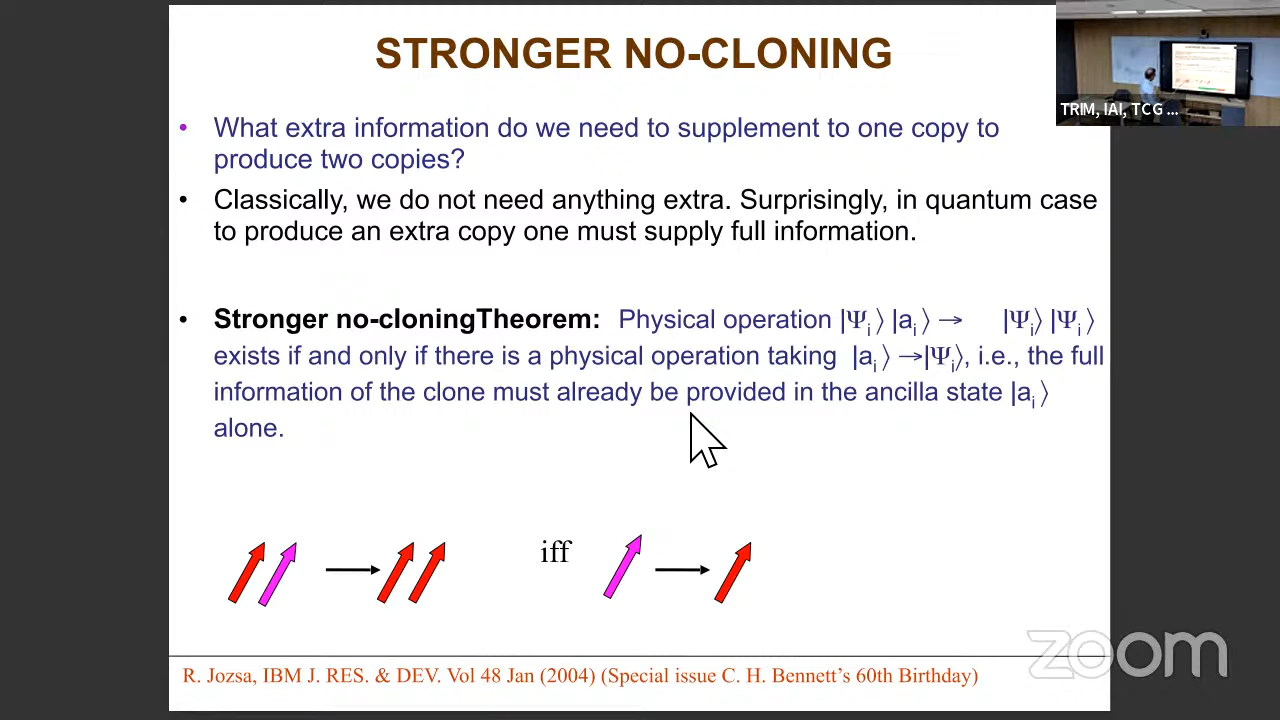 STRONGER NO-CLONING
TRIM, IAI, TCG ...
• What extra information do we need to supplement to one copy to
produce two copies?
• Classically, we do not need anything extra. Surprisingly, in quantum case
to produce an extra copy one must supply full information.
• Stronger no-cloningTheorem: Physical operation |Ψi⟩ |ai⟩ → |Ψi⟩ |Ψi⟩
exists if and only if there is a physical operation taking |ai⟩ →|Ψi⟩, i.e., the full
information of the clone must already be provided in the ancilla state |ai⟩
alone.
iff
zoom
R. Jozsa, IBM J. RES. & DEV. Vol 48 Jan (2004) (Special issue C. H. Bennett's 60th Birthday)